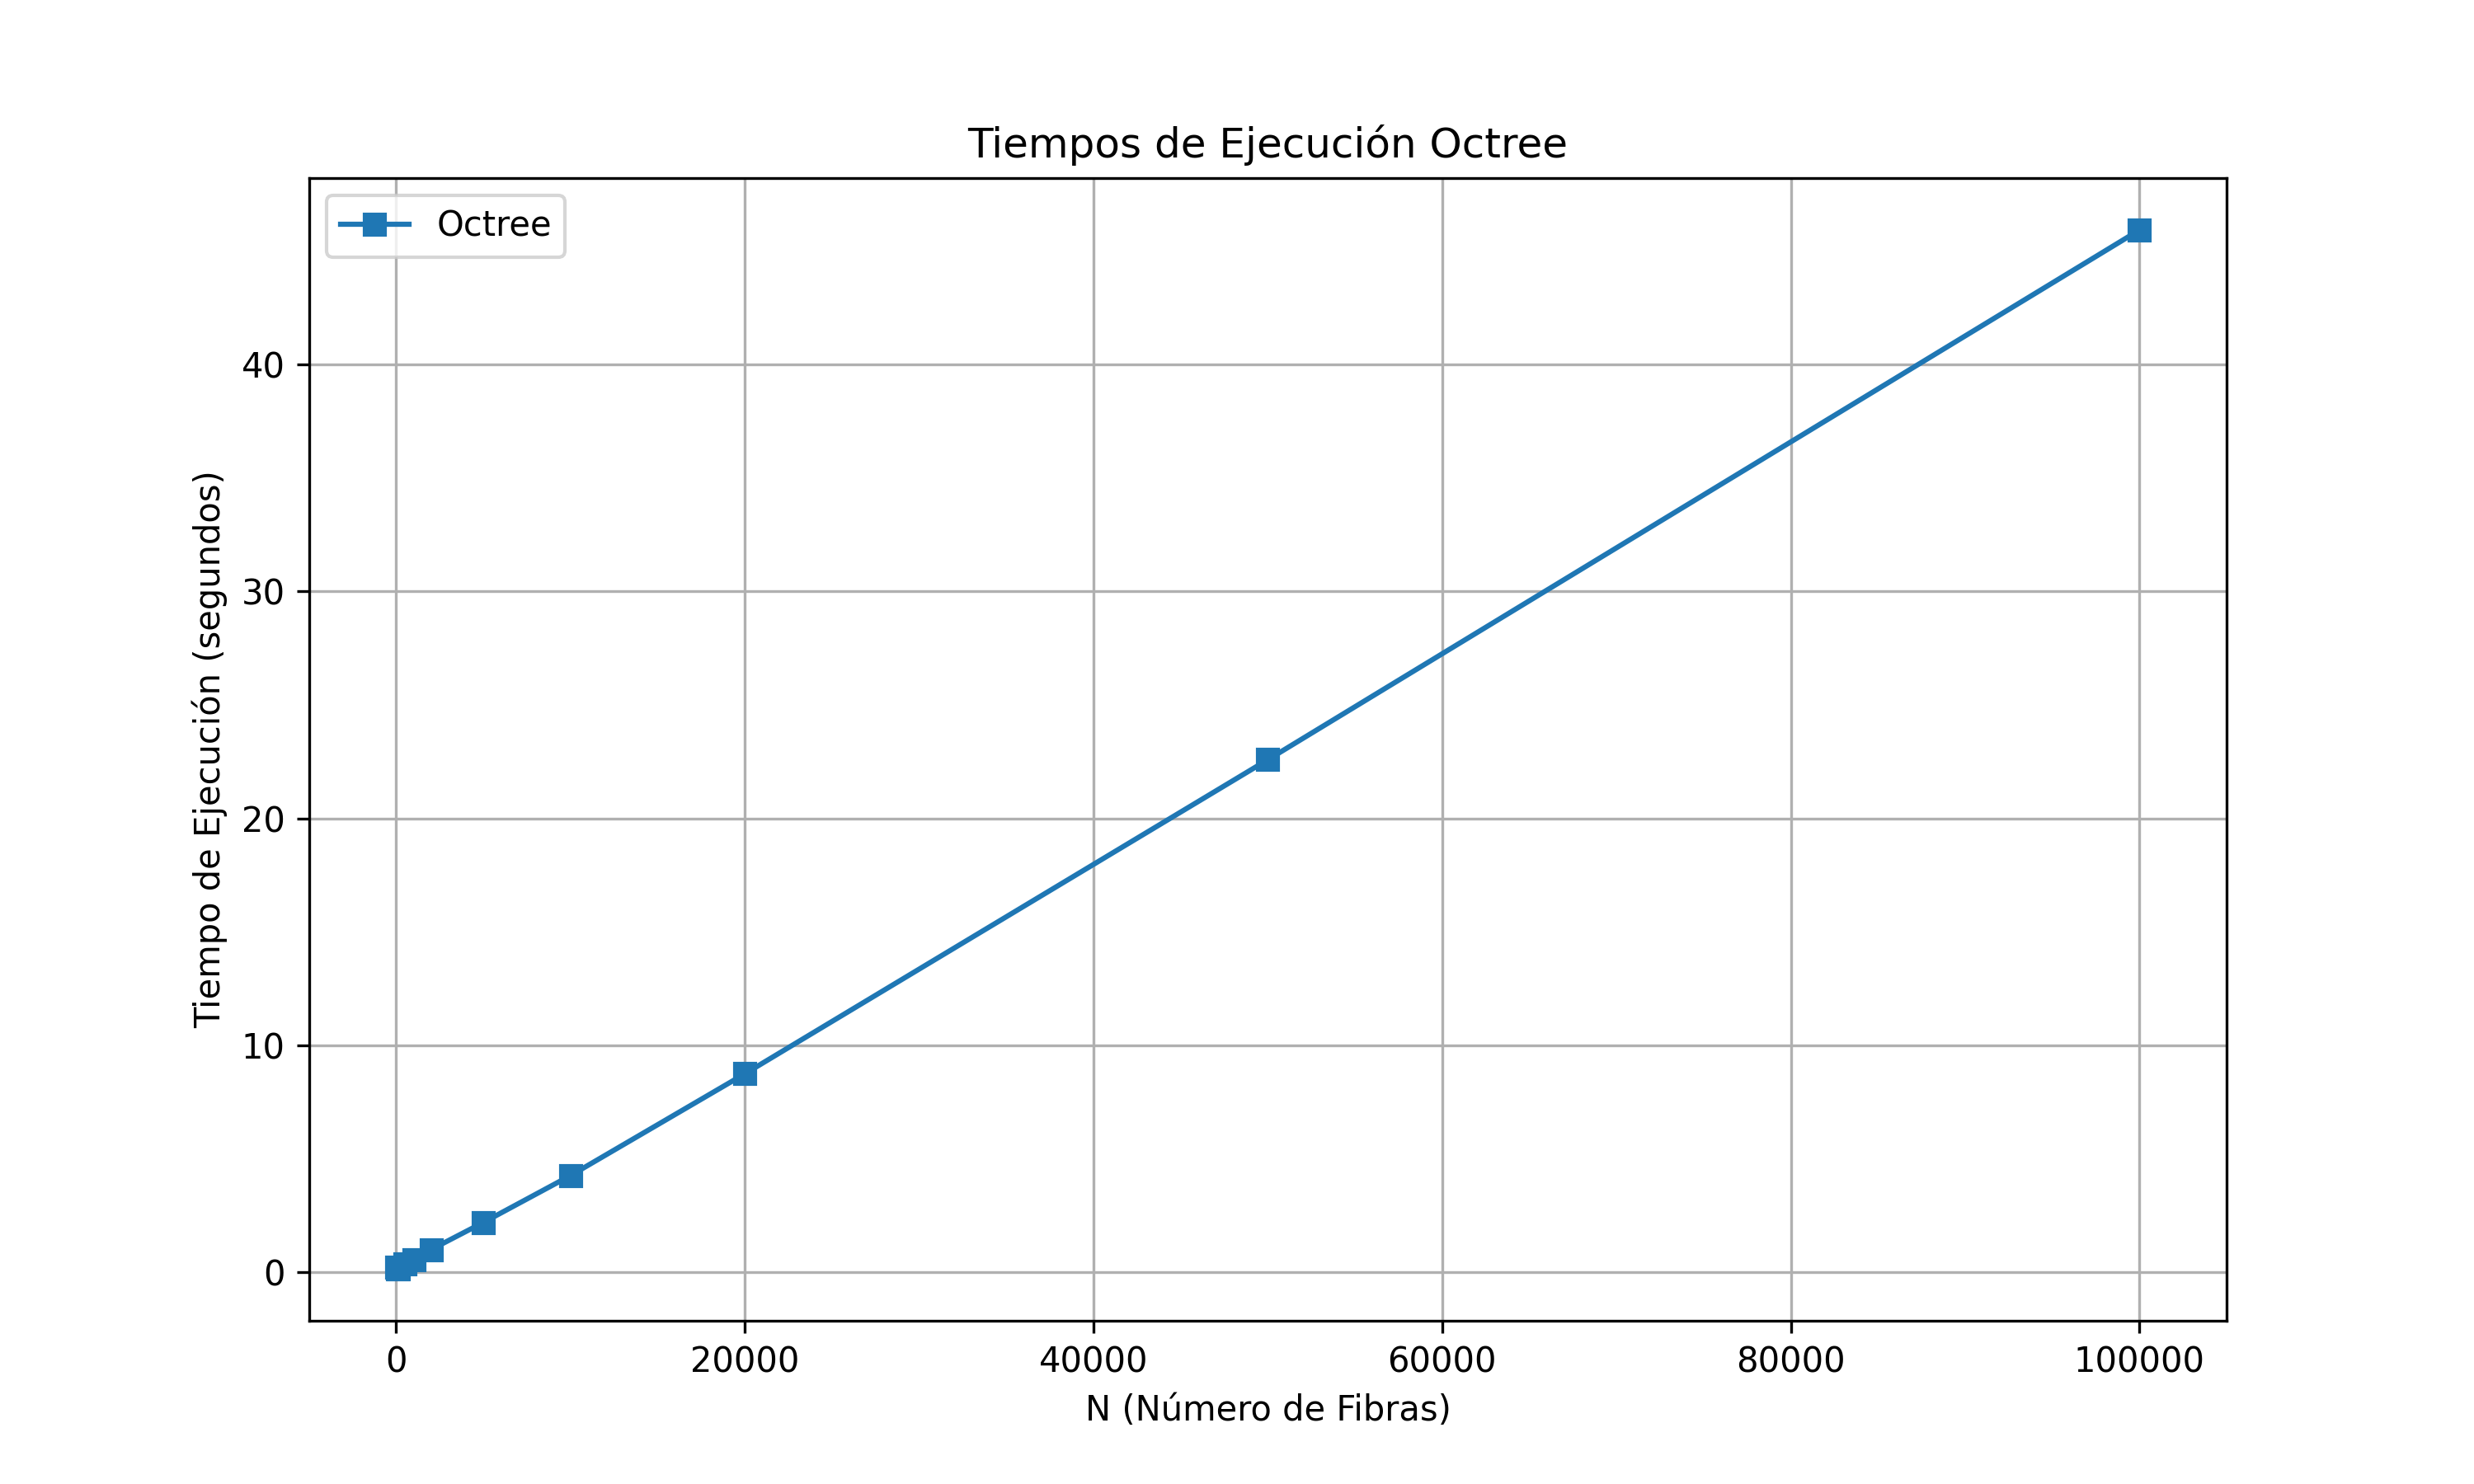 Tiempos de Ejecución Octree
Octree
Tiempo de Ejecución (segundos)
40
30
20
10
0
0 20000 40000 60000 80000 100000
N (Número de Fibras)